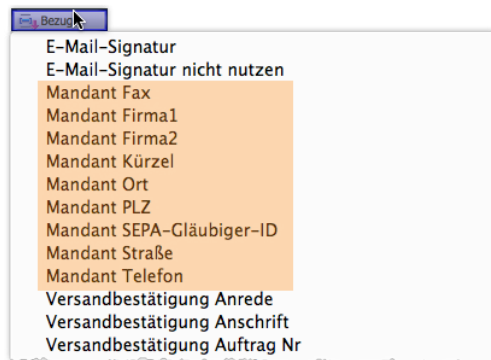 Bezug
E-Mail-Signatur
E-Mail-Signatur nicht nutzen
Mandant Fax
Mandant Firma1
Mandant Firma2
Mandant Kürzel
Mandant Ort
Mandant PLZ
Mandant SEPA-Gläubiger-ID
Mandant Straße
Mandant Telefon
Versandbestätigung Anrede
Versandbestätigung Anschrift
Versandbestätigung Auftrag Nr